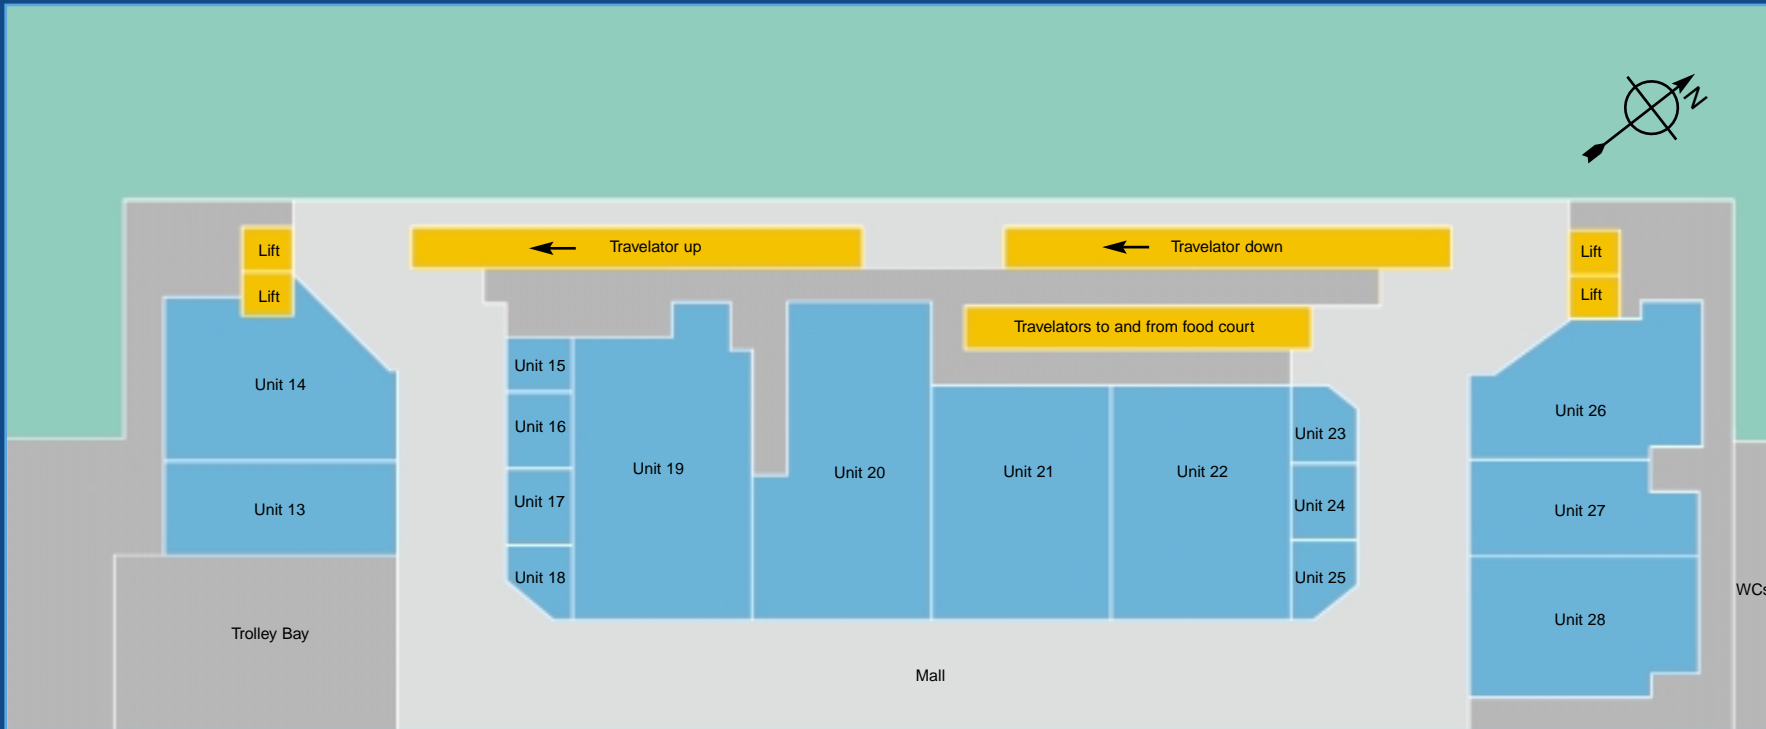 N
Lift
Travelator up
Travelator down
Lift
Lift
Lift
Travelators to and from food court
Unit 15
Unit 14
Unit 26
Unit 16
Unit 23
Unit 19
Unit 20
Unit 21
Unit 22
Unit 17
Unit 24
Unit 13
Unit 27
Unit 18
Unit 25
WCs
Unit 28
Trolley Bay
Mall